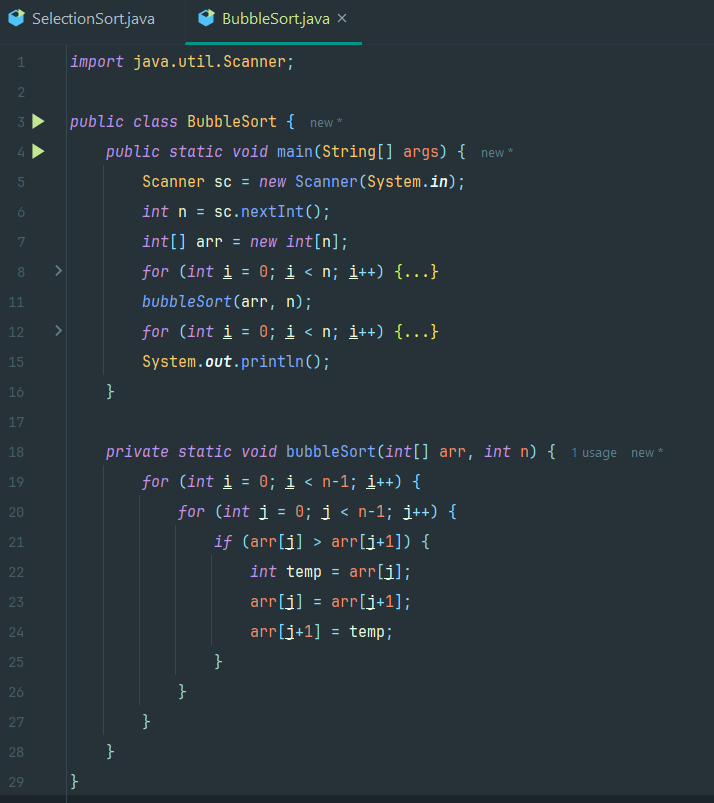 SelectionSort.java BubbleSort.java ×
1 import java.util.Scanner;
2
3 public class BubbleSort { new *
4 public static void main(String[] args) { new *
5 Scanner sc = new Scanner(System.in);
6 int n = sc.nextInt();
7 int[] arr = new int[n];
8 for (int i = 0; i < n; i++) {...}
11 bubbleSort(arr, n);
12 for (int i = 0; i < n; i++) {...}
15 System.out.println();
16 }
17
18 private static void bubbleSort(int[] arr, int n) { 1 usage new *
19 for (int i = 0; i < n-1; i++) {
20 for (int j = 0; j < n-1; j++) {
21 if (arr[j] > arr[j+1]) {
22 int temp = arr[j];
23 arr[j] = arr[j+1];
24 arr[j+1] = temp;
25 }
26 }
27 }
28 }
29 }